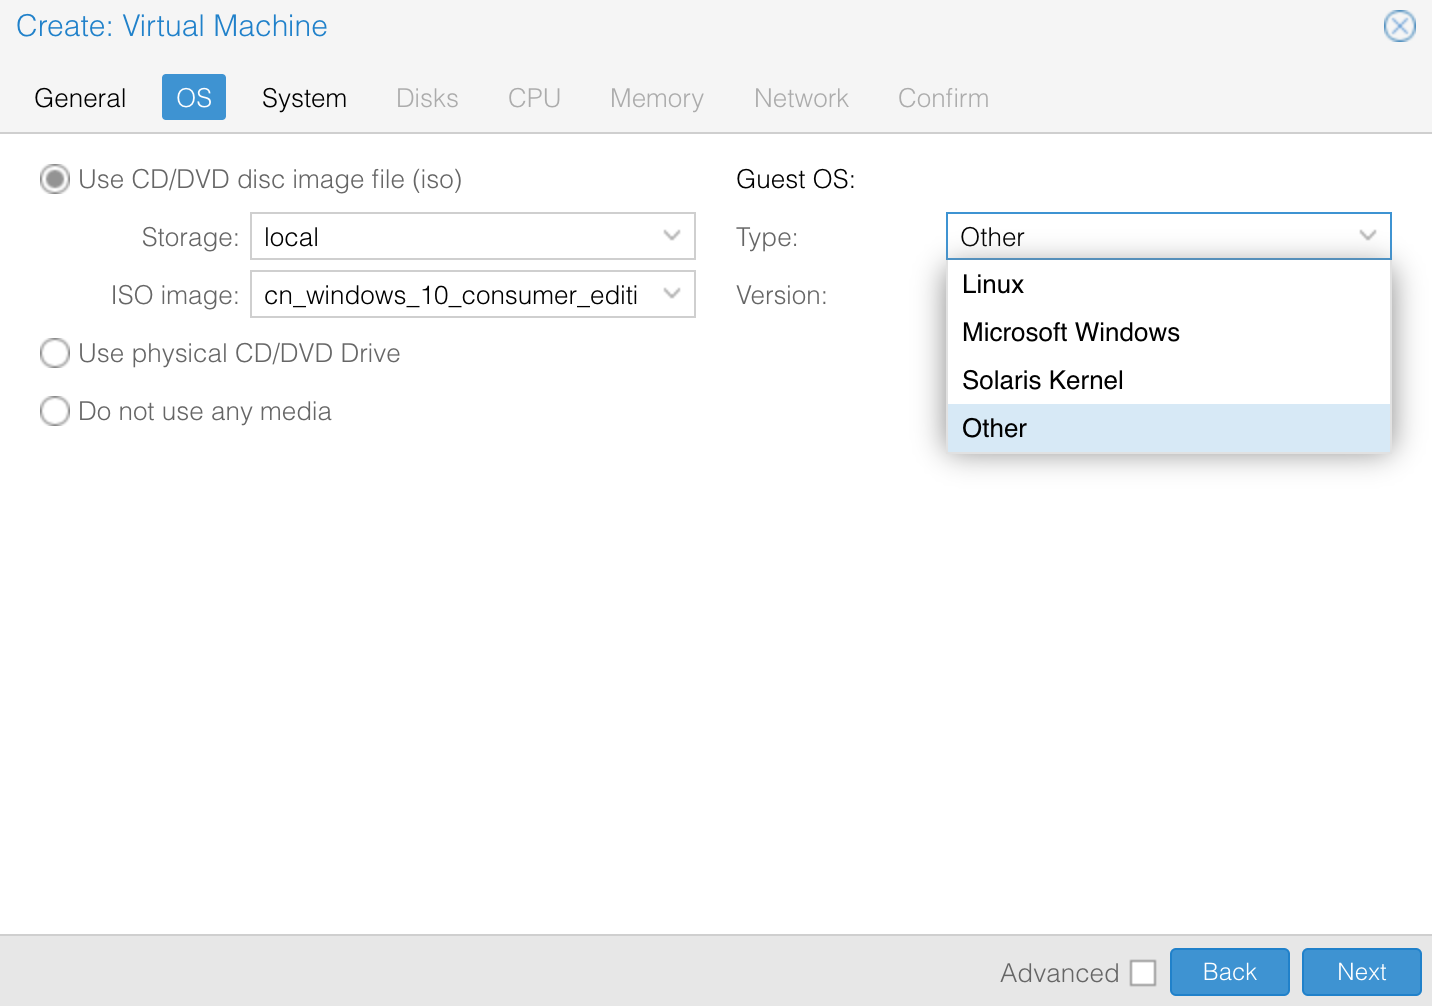 Create: Virtual Machine
General OS System Disks CPU Memory Network Confirm
Use CD/DVD disc image file (iso)
Storage: local
ISO image: cn_windows_10_consumer_editi
Use physical CD/DVD Drive
Do not use any media
Guest OS:
Type: Other
Version:
Linux
Microsoft Windows
Solaris Kernel
Other
Advanced Back Next